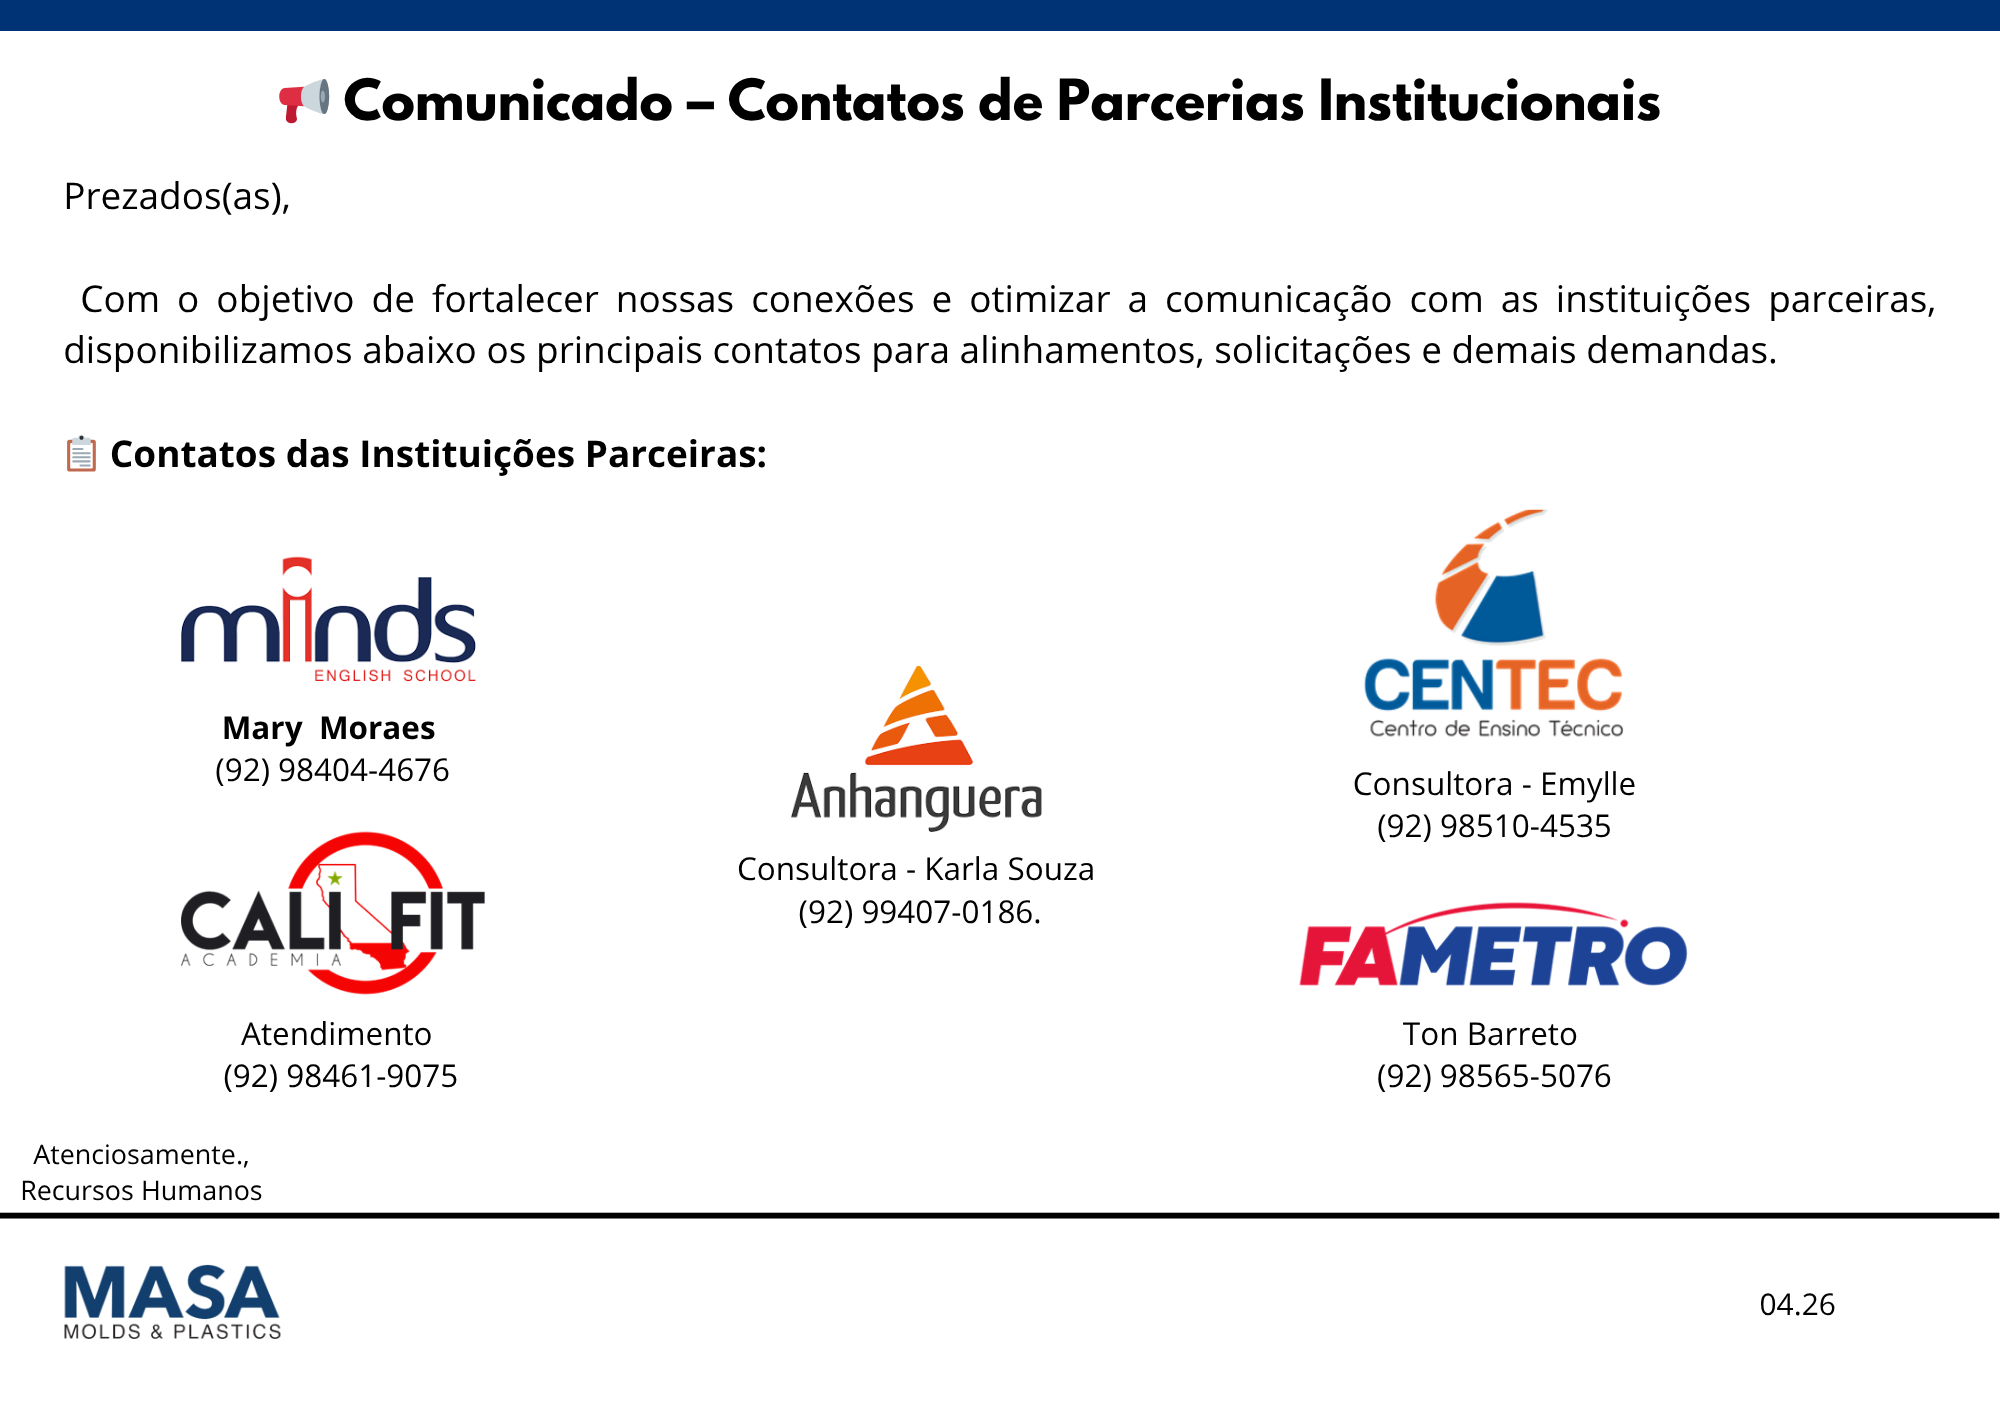 📢 Comunicado – Contatos de Parcerias Institucionais
Prezados(as),
Com o objetivo de fortalecer nossas conexões e otimizar a comunicação com as instituições parceiras,
disponibilizamos abaixo os principais contatos para alinhamentos, solicitações e demais demandas.
📋 Contatos das Instituições Parceiras:
minds
ENGLISH SCHOOL
Mary Moraes
(92) 98404-4676
CALI FIT
ACADEMIA
Atendimento
(92) 98461-9075
Anhanguera
Consultora - Karla Souza
(92) 99407-0186.
CENTEC
Centro de Ensino Técnico
Consultora - Emylle
(92) 98510-4535
FAMETRO
Ton Barreto
(92) 98565-5076
Atenciosamente.,
Recursos Humanos
MASA
MOLDS & PLASTICS
04.26